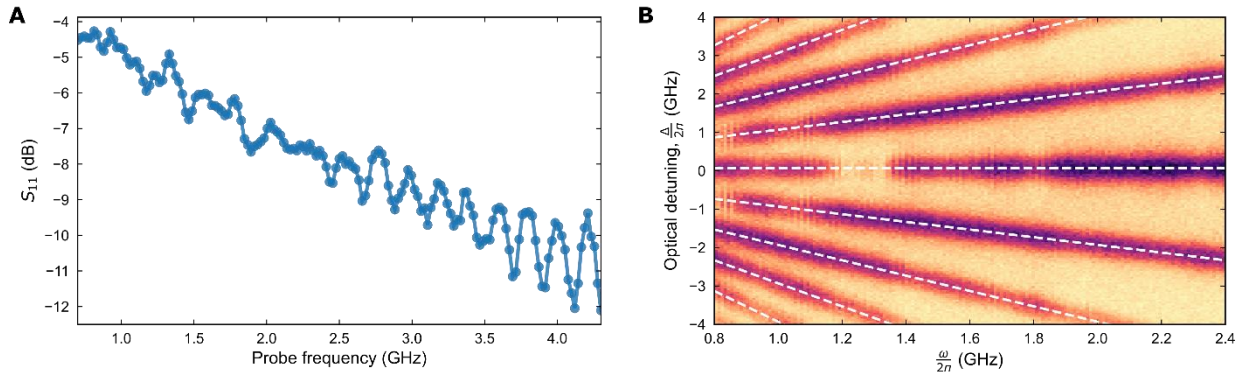 A
−4
−5
−6
−7
−8
−9
−10
−11
−12
S11 (dB)
1.0 1.5 2.0 2.5 3.0 3.5 4.0
Probe frequency (GHz)
B
4
3
2
1
0
−1
−2
−3
−4
Optical detuning, Δ/2π (GHz)
0.8 1.0 1.2 1.4 1.6 1.8 2.0 2.2 2.4
ω/2π (GHz)